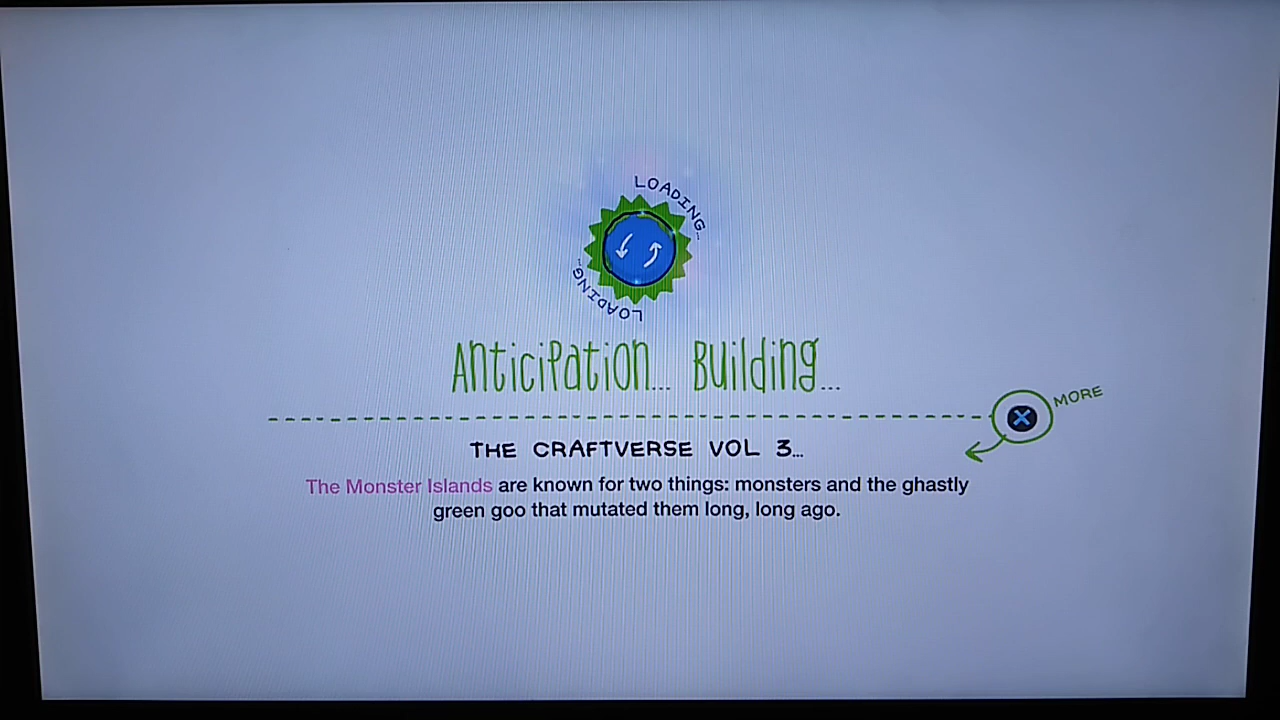 LOADING...
LOADING...
Anticipation... Building...
MORE
THE CRAFTVERSE VOL 3...
The Monster Islands are known for two things: monsters and the ghastly
green goo that mutated them long, long ago.